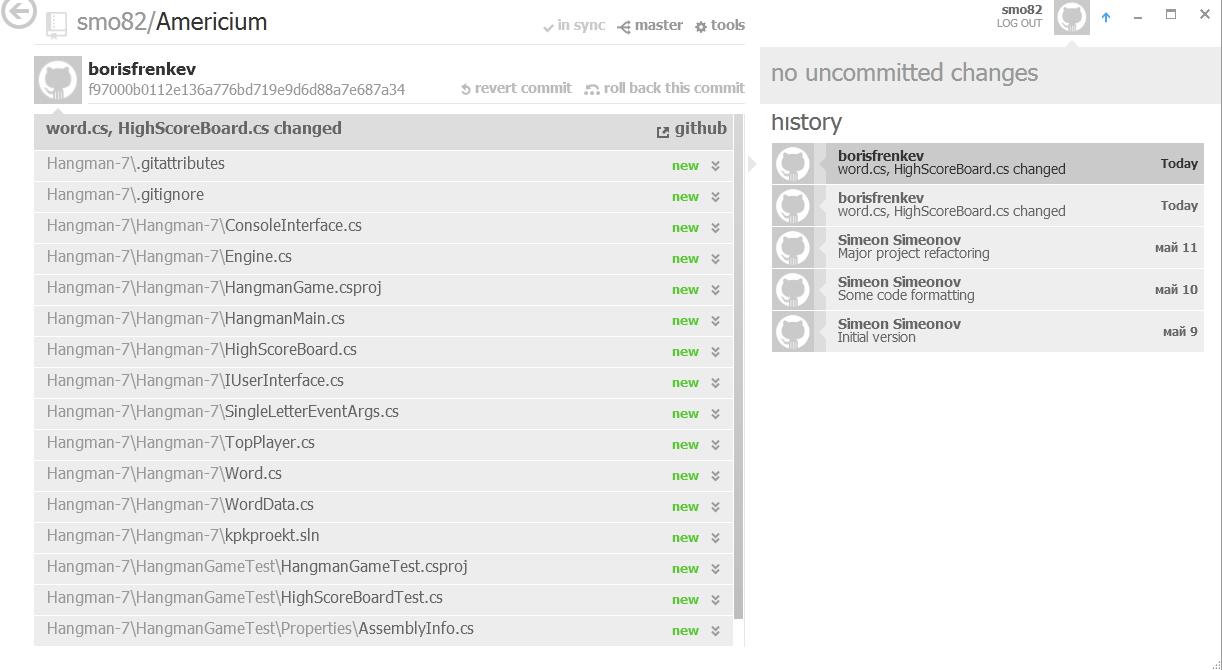 smo82/Americium
in sync master tools
smo82
LOG OUT
borisfrenkev
f97000b0112e136a776bd719e9d6d88a7e687a34
revert commit roll back this commit
word.cs, HighScoreBoard.cs changed github
Hangman-7\.gitattributes new
Hangman-7\.gitignore new
Hangman-7\Hangman-7\ConsoleInterface.cs new
Hangman-7\Hangman-7\Engine.cs new
Hangman-7\Hangman-7\HangmanGame.csproj new
Hangman-7\Hangman-7\HangmanMain.cs new
Hangman-7\Hangman-7\HighScoreBoard.cs new
Hangman-7\Hangman-7\IUserInterface.cs new
Hangman-7\Hangman-7\SingleLetterEventArgs.cs new
Hangman-7\Hangman-7\TopPlayer.cs new
Hangman-7\Hangman-7\Word.cs new
Hangman-7\Hangman-7\WordData.cs new
Hangman-7\Hangman-7\kpkproekt.sln new
Hangman-7\HangmanGameTest\HangmanGameTest.csproj new
Hangman-7\HangmanGameTest\HighScoreBoardTest.cs new
Hangman-7\HangmanGameTest\Properties\AssemblyInfo.cs new
no uncommitted changes
history
borisfrenkev
word.cs, HighScoreBoard.cs changed Today
borisfrenkev
word.cs, HighScoreBoard.cs changed Today
Simeon Simeonov
Major project refactoring май 11
Simeon Simeonov
Some code formatting май 10
Simeon Simeonov
Initial version май 9